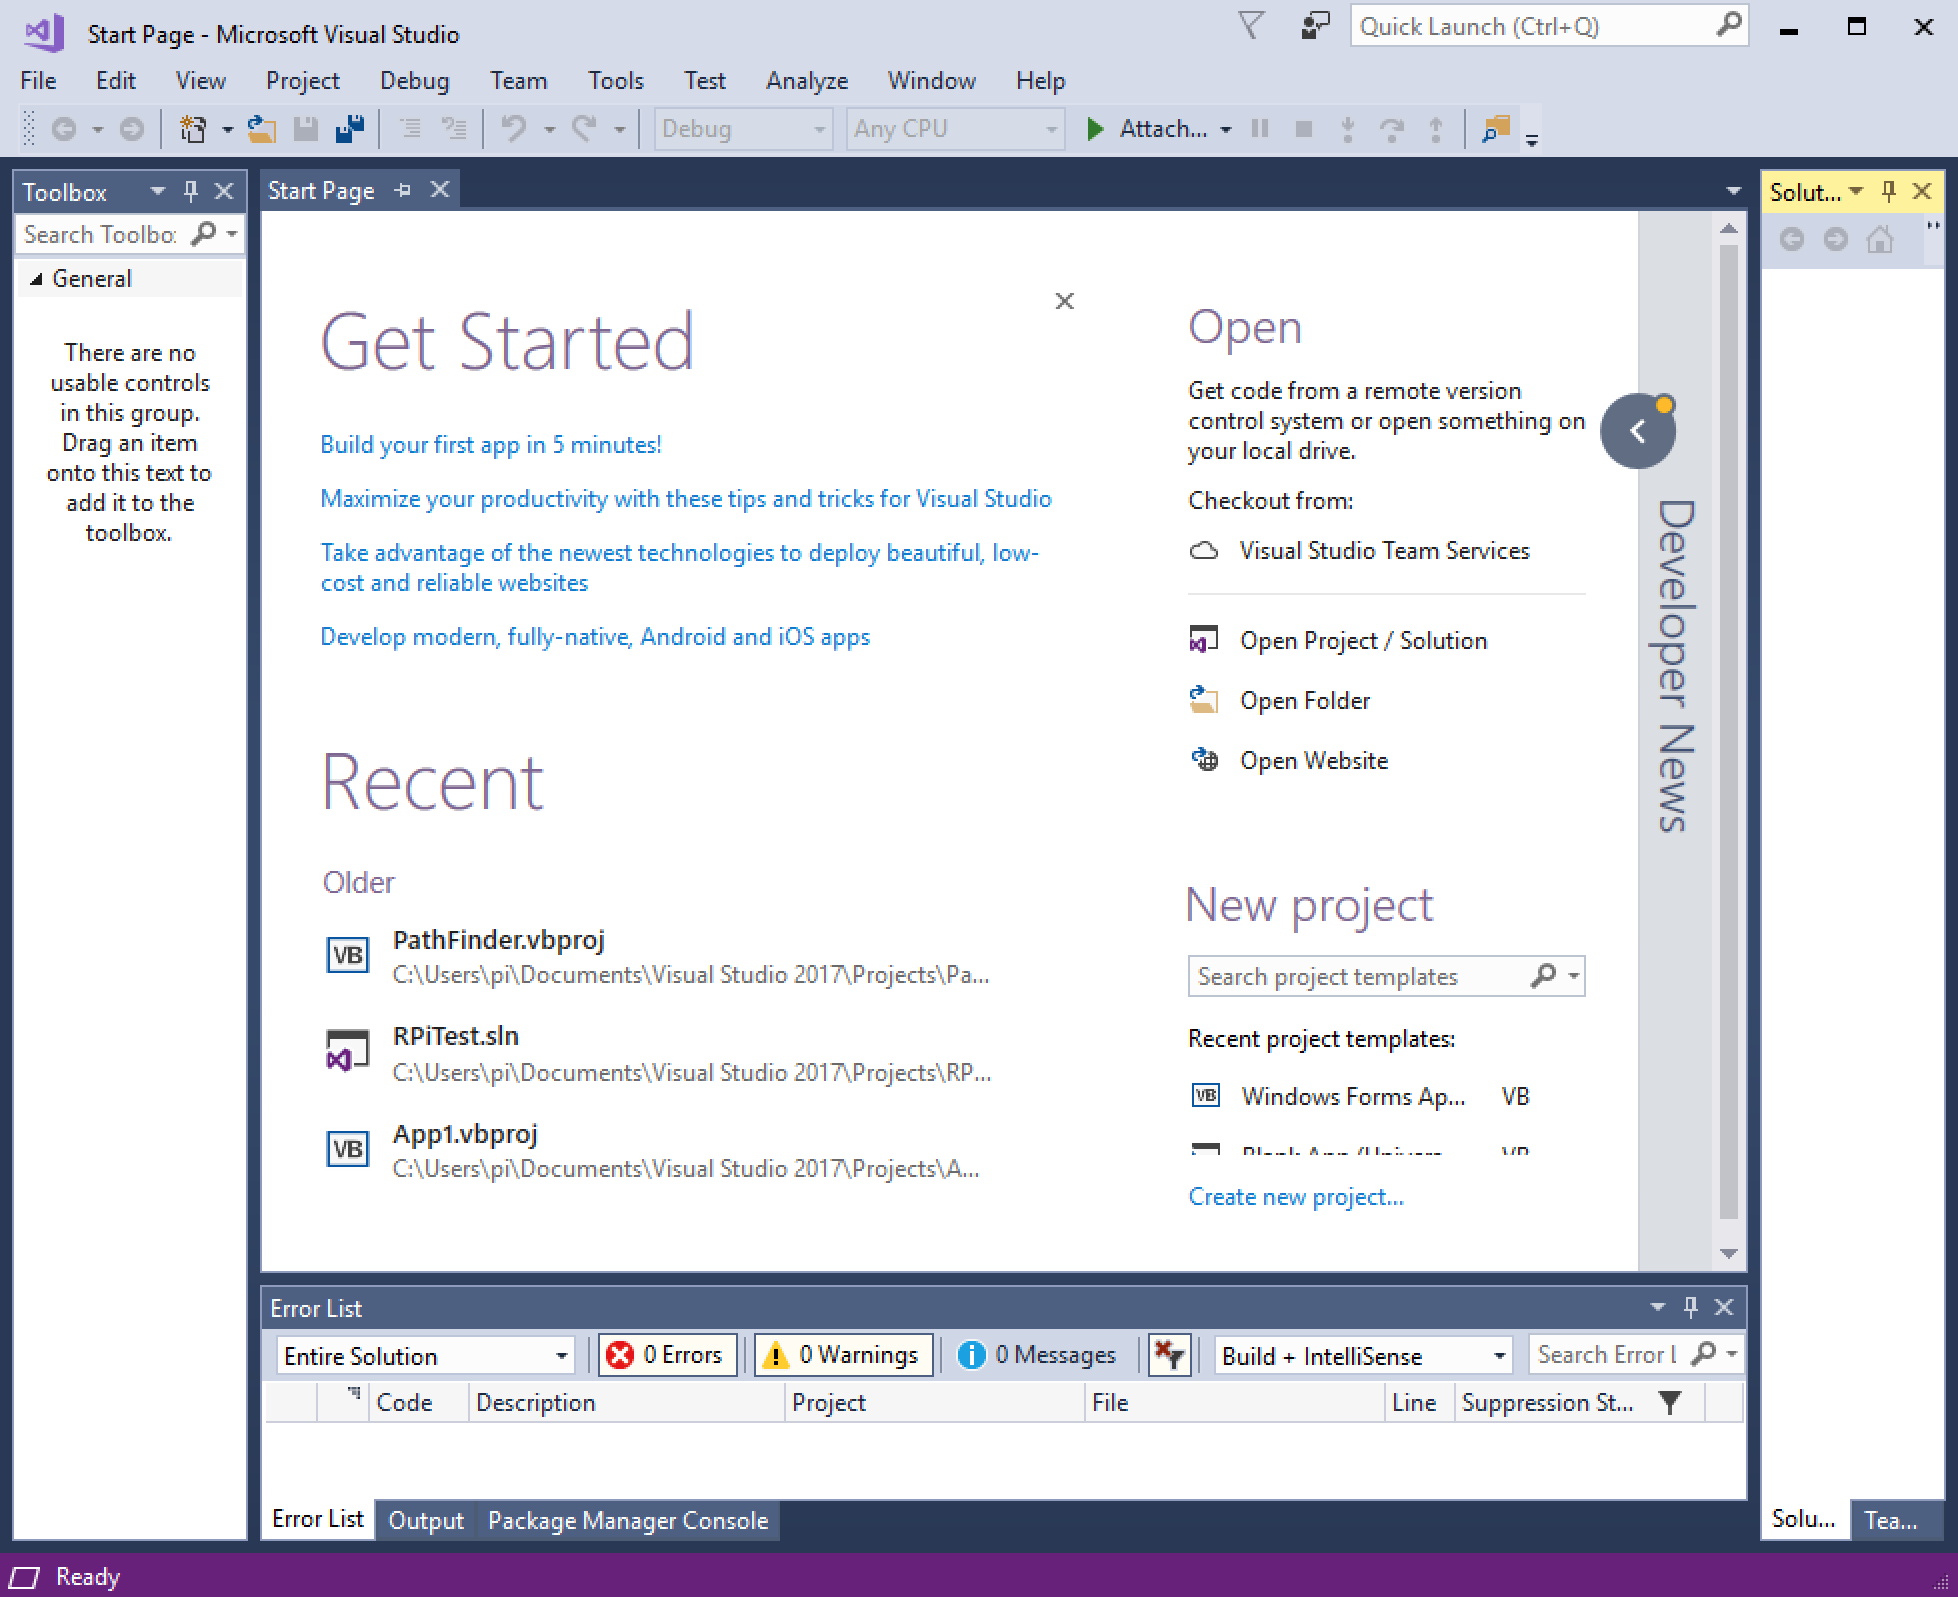 Start Page - Microsoft Visual Studio
Quick Launch (Ctrl+Q)
File Edit View Project Debug Team Tools Test Analyze Window Help
Debug Any CPU Attach...
Toolbox
Search Toolbo
General
There are no
usable controls
in this group.
Drag an item
onto this text to
add it to the
toolbox.
Start Page
Get Started
Build your first app in 5 minutes!
Maximize your productivity with these tips and tricks for Visual Studio
Take advantage of the newest technologies to deploy beautiful, low-
cost and reliable websites
Develop modern, fully-native, Android and iOS apps
Recent
Older
VB
PathFinder.vbproj
C:\Users\pi\Documents\Visual Studio 2017\Projects\Pa...
RPiTest.sln
C:\Users\pi\Documents\Visual Studio 2017\Projects\RP...
VB
App1.vbproj
C:\Users\pi\Documents\Visual Studio 2017\Projects\A...
Open
Get code from a remote version
control system or open something on
your local drive.
Checkout from:
Visual Studio Team Services
Open Project / Solution
Open Folder
Open Website
New project
Search project templates
Recent project templates:
VB Windows Forms Ap... VB
Create new project...
Developer News
Solut...
Error List
Entire Solution 0 Errors 0 Warnings 0 Messages Build + IntelliSense Search Error L
Code Description Project File Line Suppression St...
Error List Output Package Manager Console
Solu... Tea...
Ready